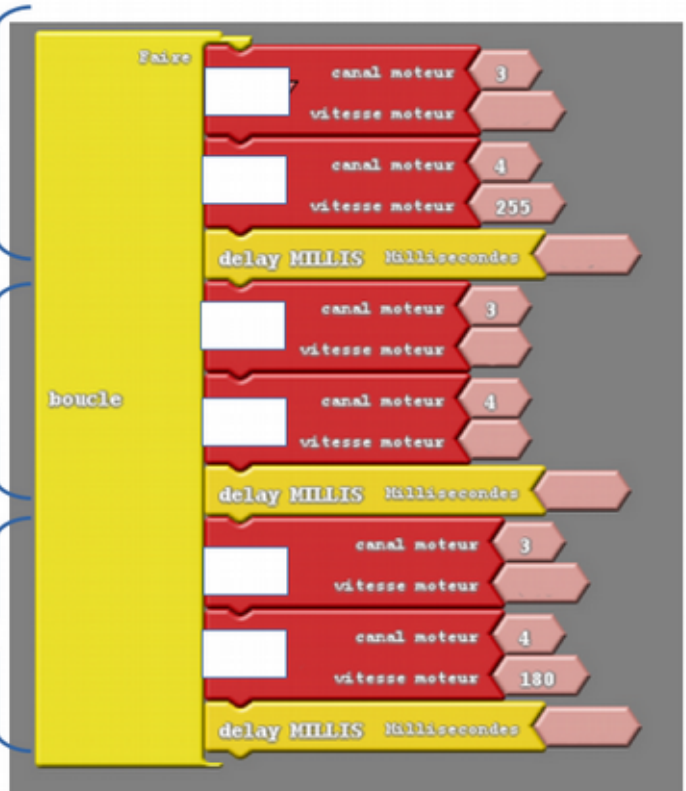 Faire
canal moteur 3
vitesse moteur
canal moteur 4
vitesse moteur 255
delay MILLIS Millisecondes
canal moteur 3
vitesse moteur
boucle
canal moteur 4
vitesse moteur
delay MILLIS Millisecondes
canal moteur 3
vitesse moteur
canal moteur 4
vitesse moteur 180
delay MILLIS Millisecondes